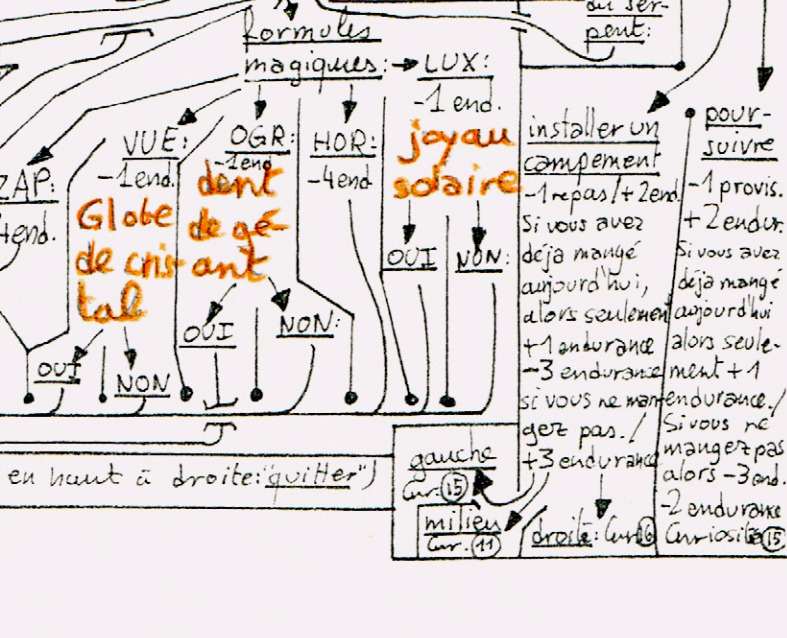 du ser-
pent:
formules
magiques: → LUX:
-1 end.
joyau
solaire
OUI NON:
ZAP:
4end.
VUE:
-1end.
Globe
de cris-
tal
OUI
NON
OGR:
-1end
dent
de gé-
ant
OUI
NON:
HOR:
-4end
installer un
campement
-1 repas/+2end.
Si vous avez
déja mangé
aujourd'hui,
alors seulement
+1 endurance
-3 endurance
si vous ne man-
gez pas./
+3 endurance
droite: Cur. 16
pour-
suivre
-1 provis.
+2 endur.
Si vous avez
déja mangé
aujourd'hui
alors seule-
ment +1
endurance./
Si vous ne
mangez pas
alors -3 end.
-2 endurance
Curiosité 15
gauche
Cur. 15
milieu
Cur. 11
en haut à droite:"quitter")